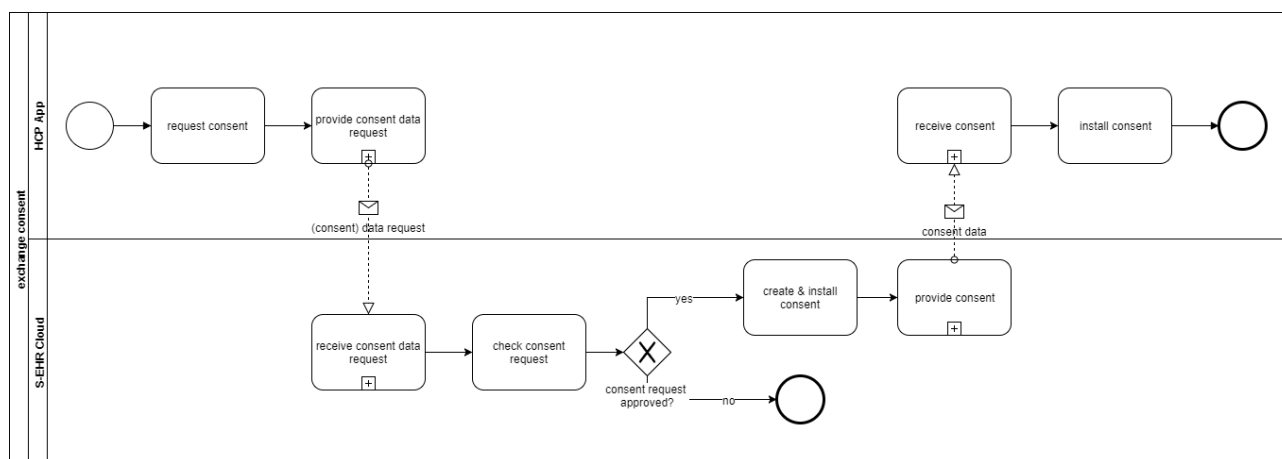 exchange consent
HCP App
request consent
provide consent data
request
(consent) data request
receive consent
install consent
consent data
S-EHR Cloud
receive consent data
request
check consent
request
consent request
approved?
yes
no
create & install
consent
provide consent